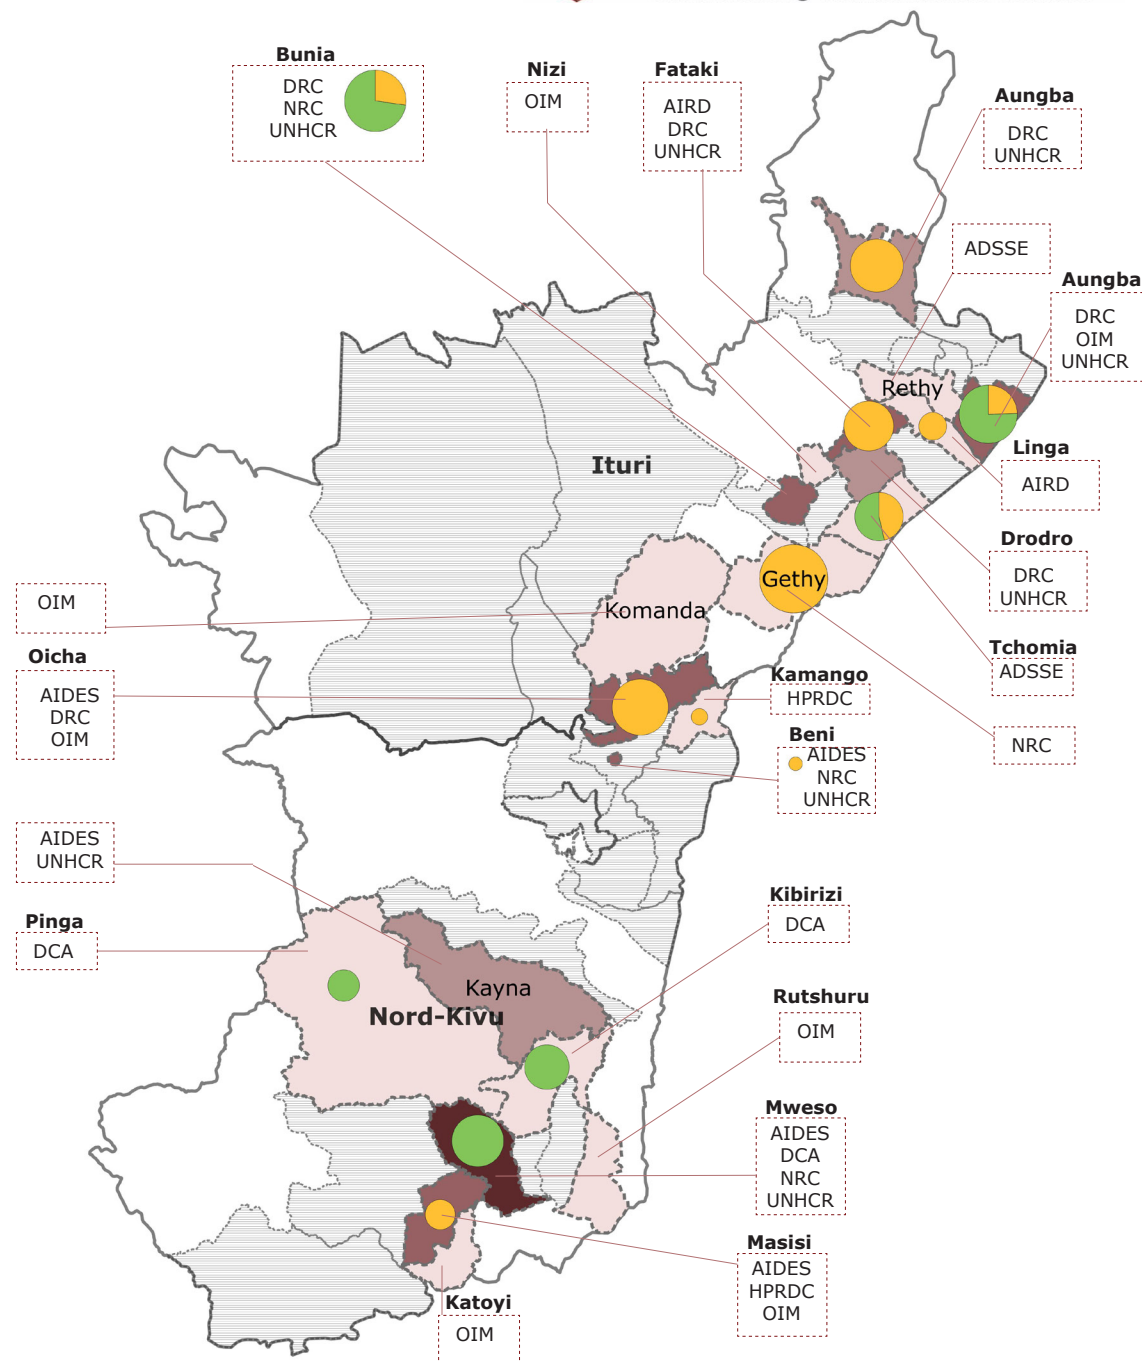 Bunia
DRC
NRC
UNHCR
Nizi
OIM
Fataki
AIRD
DRC
UNHCR
Aungba
DRC
UNHCR
ADSSE
Aungba
DRC
OIM
UNHCR
Rethy
Linga
AIRD
Ituri
Drodro
DRC
UNHCR
Gethy
Komanda
OIM
Tchomia
ADSSE
Oicha
AIDES
DRC
OIM
Kamango
HPRDC
NRC
Beni
AIDES
NRC
UNHCR
AIDES
UNHCR
Kibirizi
DCA
Pinga
DCA
Kayna
Nord-Kivu
Rutshuru
OIM
Mweso
AIDES
DCA
NRC
UNHCR
Masisi
AIDES
HPRDC
OIM
Katoyi
OIM